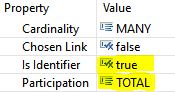 Property Value
Cardinality MANY
Chosen Link false
Is Identifier true
Participation TOTAL